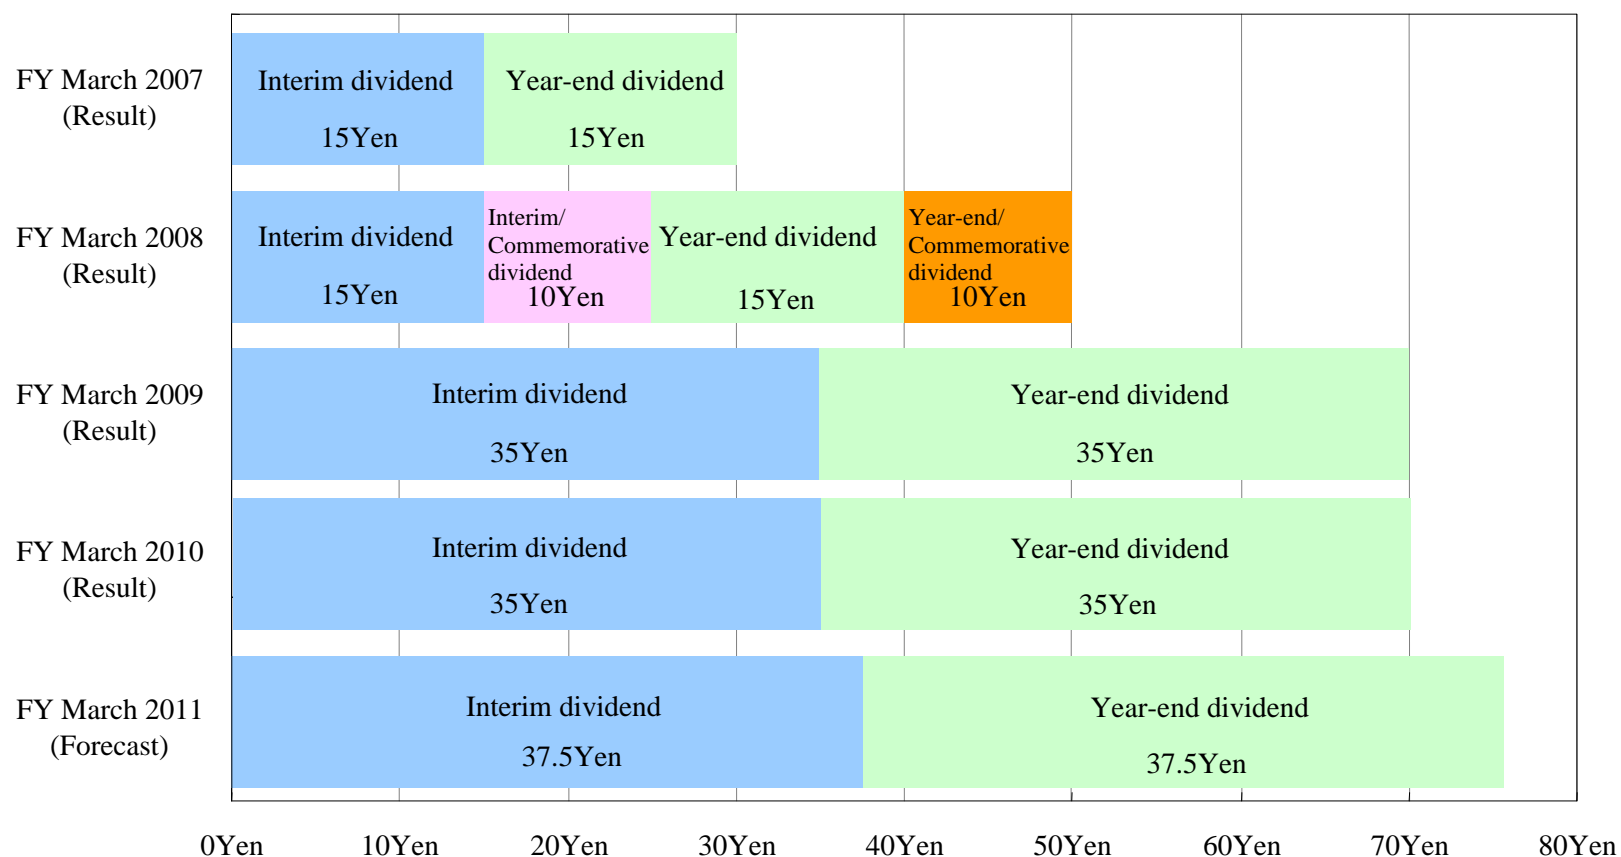 FY March 2007
(Result)
Interim dividend
15Yen
Year-end dividend
15Yen
FY March 2008
(Result)
Interim dividend
15Yen
Interim/
Commemorative
dividend
10Yen
Year-end dividend
15Yen
Year-end/
Commemorative
dividend
10Yen
FY March 2009
(Result)
Interim dividend
35Yen
Year-end dividend
35Yen
FY March 2010
(Result)
Interim dividend
35Yen
Year-end dividend
35Yen
FY March 2011
(Forecast)
Interim dividend
37.5Yen
Year-end dividend
37.5Yen
0Yen 10Yen 20Yen 30Yen 40Yen 50Yen 60Yen 70Yen 80Yen